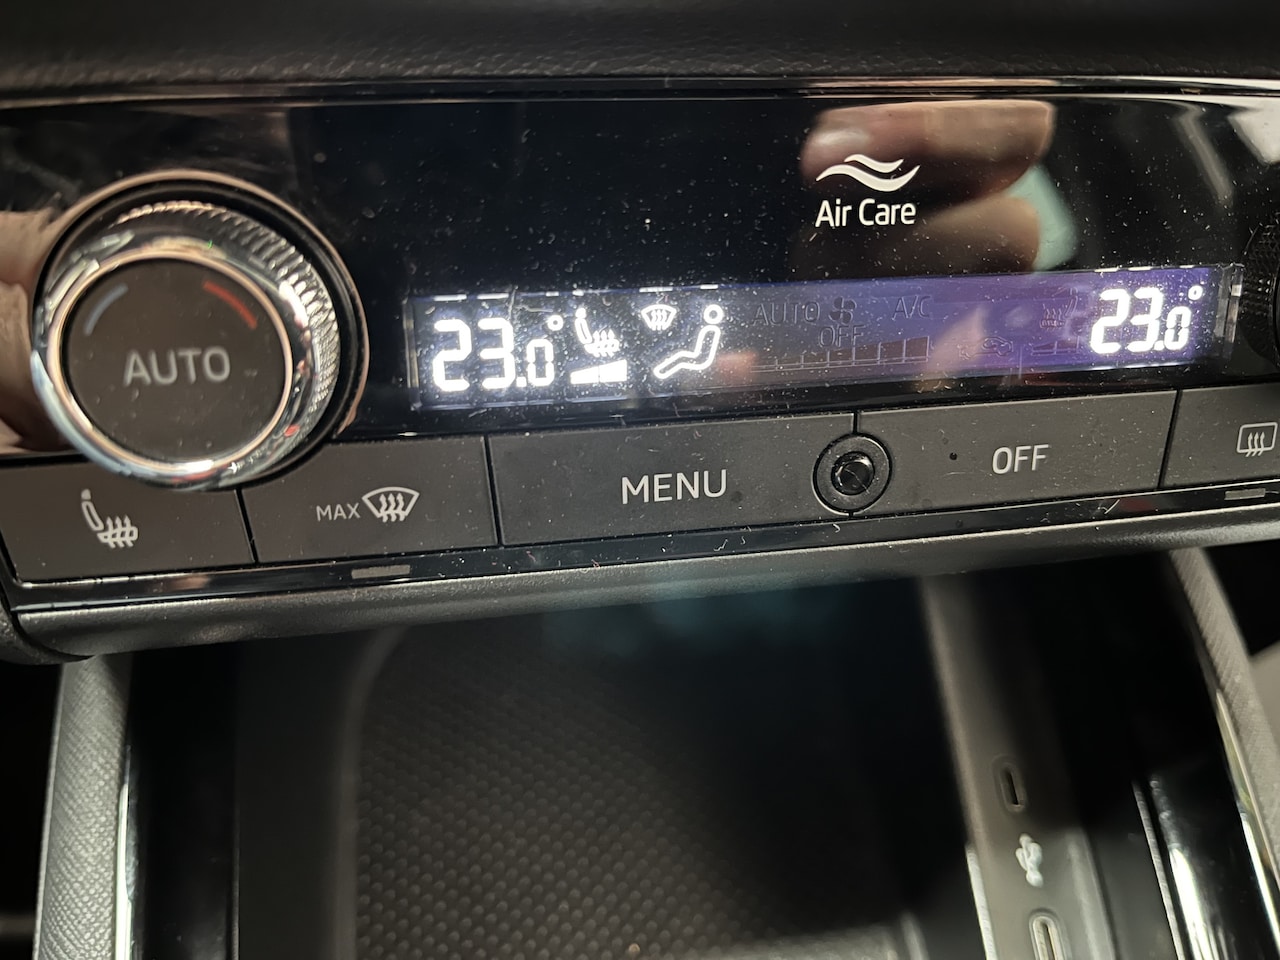 Air Care
23.0°
AUTO
OFF
A/C
23.0°
AUTO
MAX
MENU
OFF